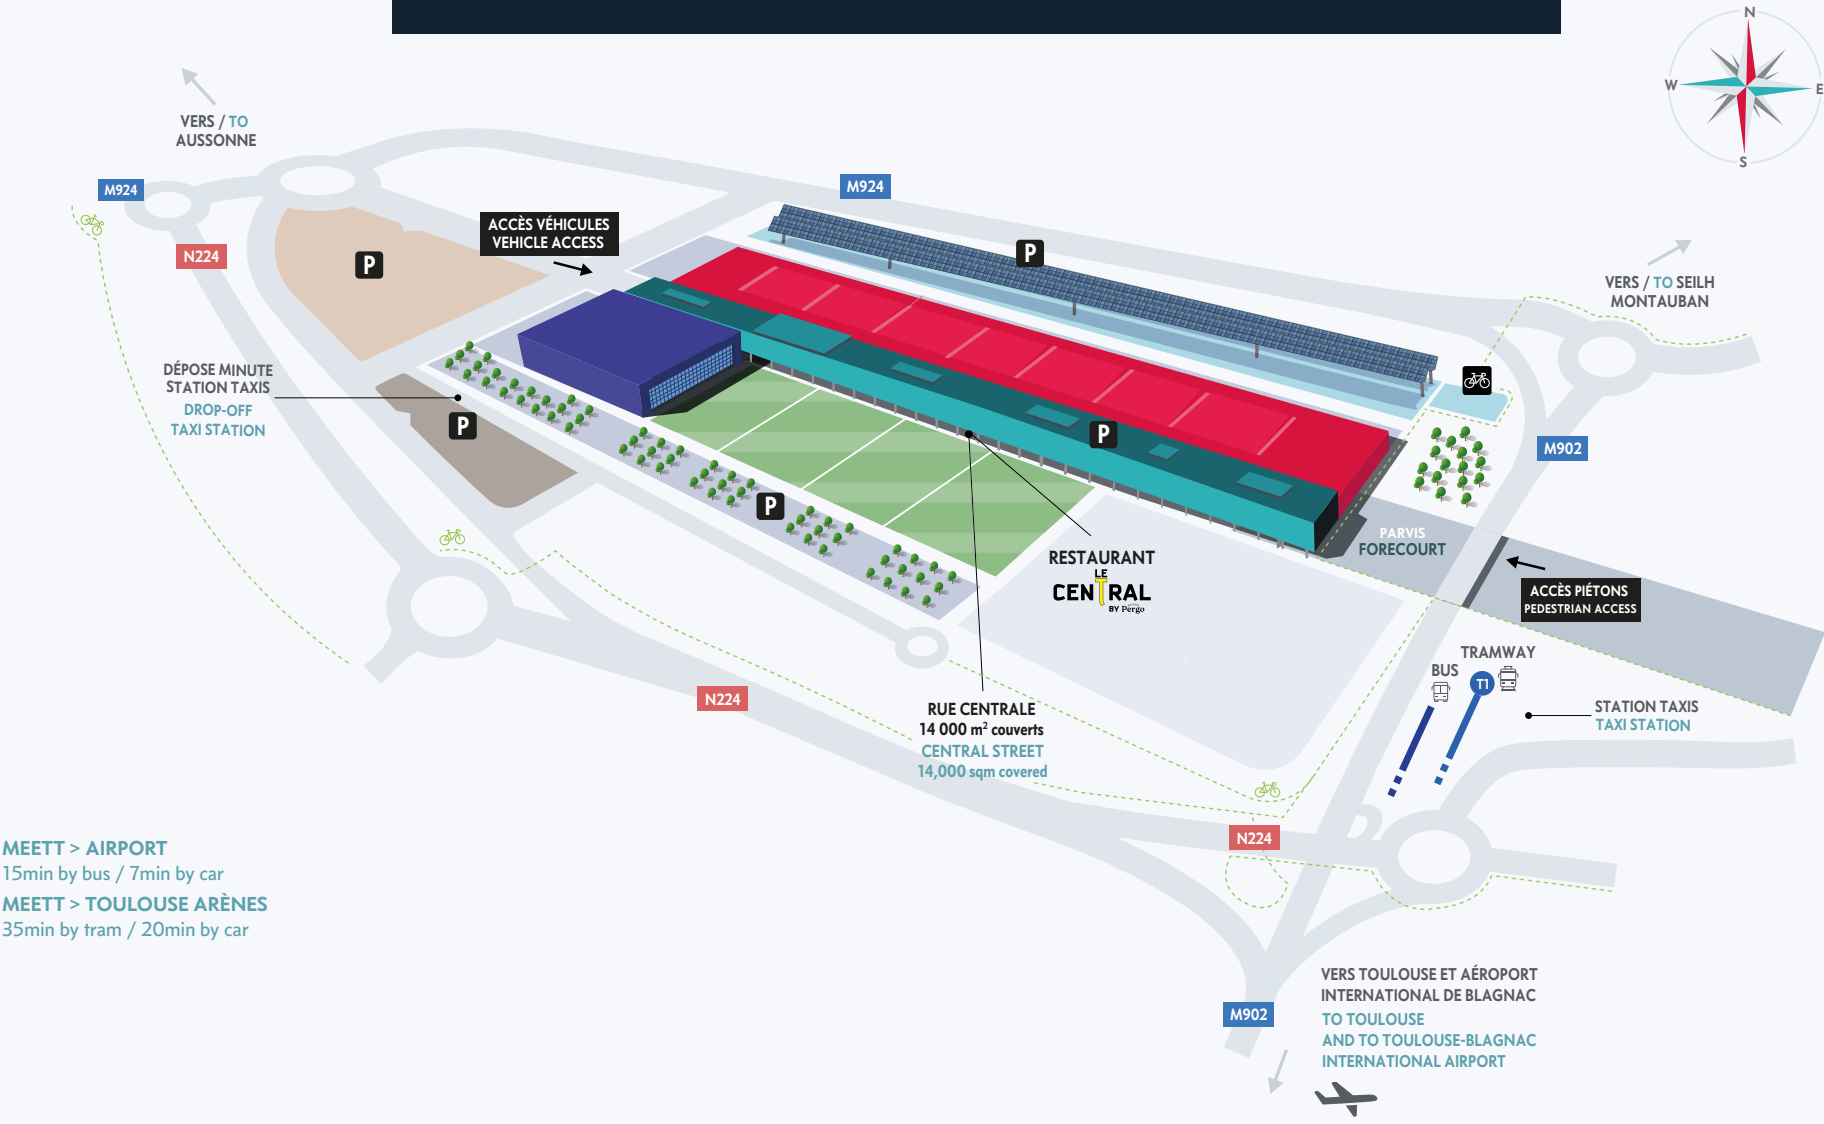 N
W
E
S
VERS / TO
AUSSONNE
M924
N224
P
ACCÈS VÉHICULES
VEHICLE ACCESS
M924
P
VERS / TO SEILH
MONTAUBAN
DÉPOSE MINUTE
STATION TAXIS
DROP-OFF
TAXI STATION
P
P
P
M902
PARVIS
FORECOURT
RESTAURANT
LE
CENTRAL
BY Pergo
ACCÈS PIÉTONS
PEDESTRIAN ACCESS
TRAMWAY
BUS
T1
STATION TAXIS
TAXI STATION
N224
RUE CENTRALE
14 000 m² couverts
CENTRAL STREET
14,000 sqm covered
N224
MEETT > AIRPORT
15min by bus / 7min by car
MEETT > TOULOUSE ARÈNES
35min by tram / 20min by car
VERS TOULOUSE ET AÉROPORT
INTERNATIONAL DE BLAGNAC
M902
TO TOULOUSE
AND TO TOULOUSE-BLAGNAC
INTERNATIONAL AIRPORT